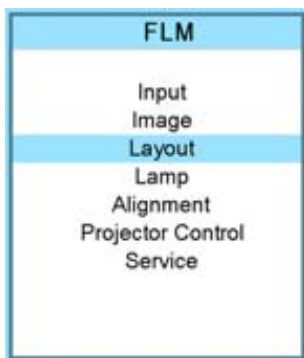 FLM
Input
Image
Layout
Lamp
Alignment
Projector Control
Service